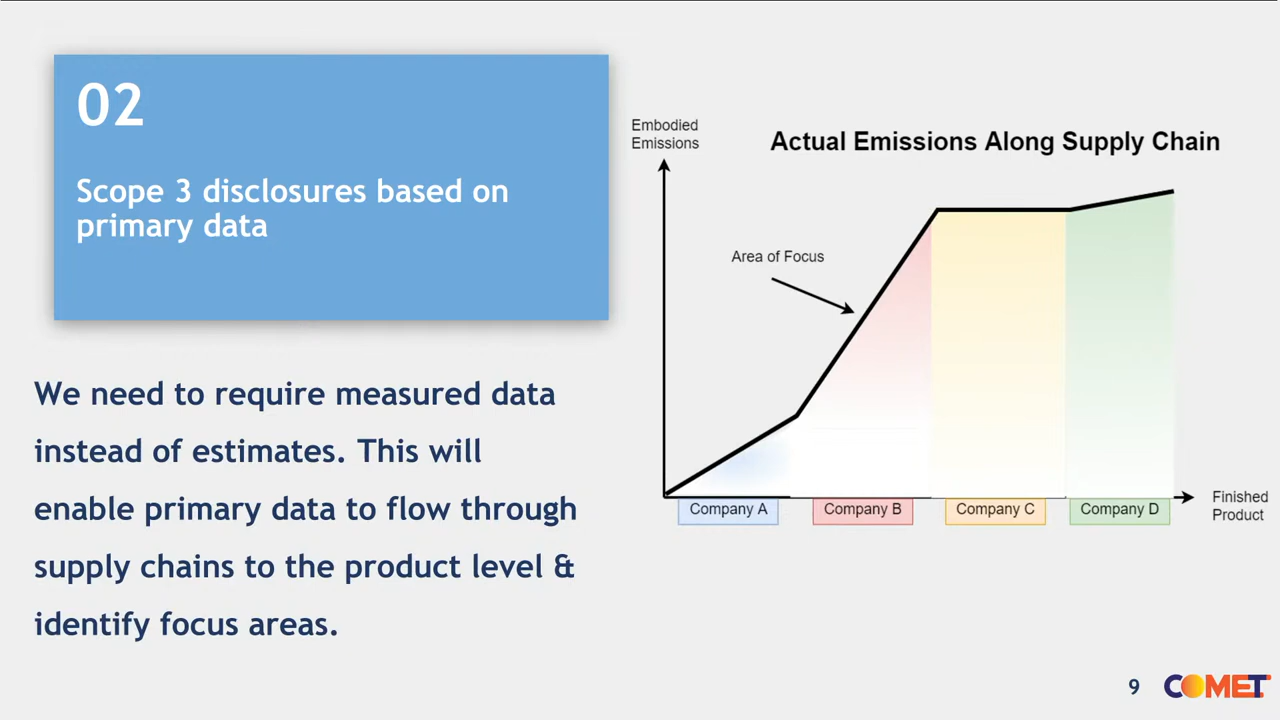 02
Scope 3 disclosures based on
primary data
We need to require measured data
instead of estimates. This will
enable primary data to flow through
supply chains to the product level &
identify focus areas.
Embodied
Emissions
Actual Emissions Along Supply Chain
Area of Focus
Company A
Company B
Company C
Company D
Finished
Product
9
COMET